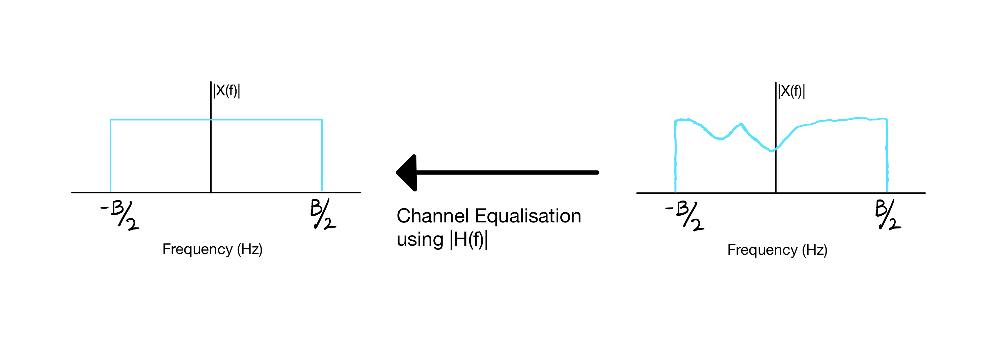 |X(f)|
-B/2
B/2
Frequency (Hz)
Channel Equalisation
using |H(f)|
|X(f)|
-B/2
B/2
Frequency (Hz)